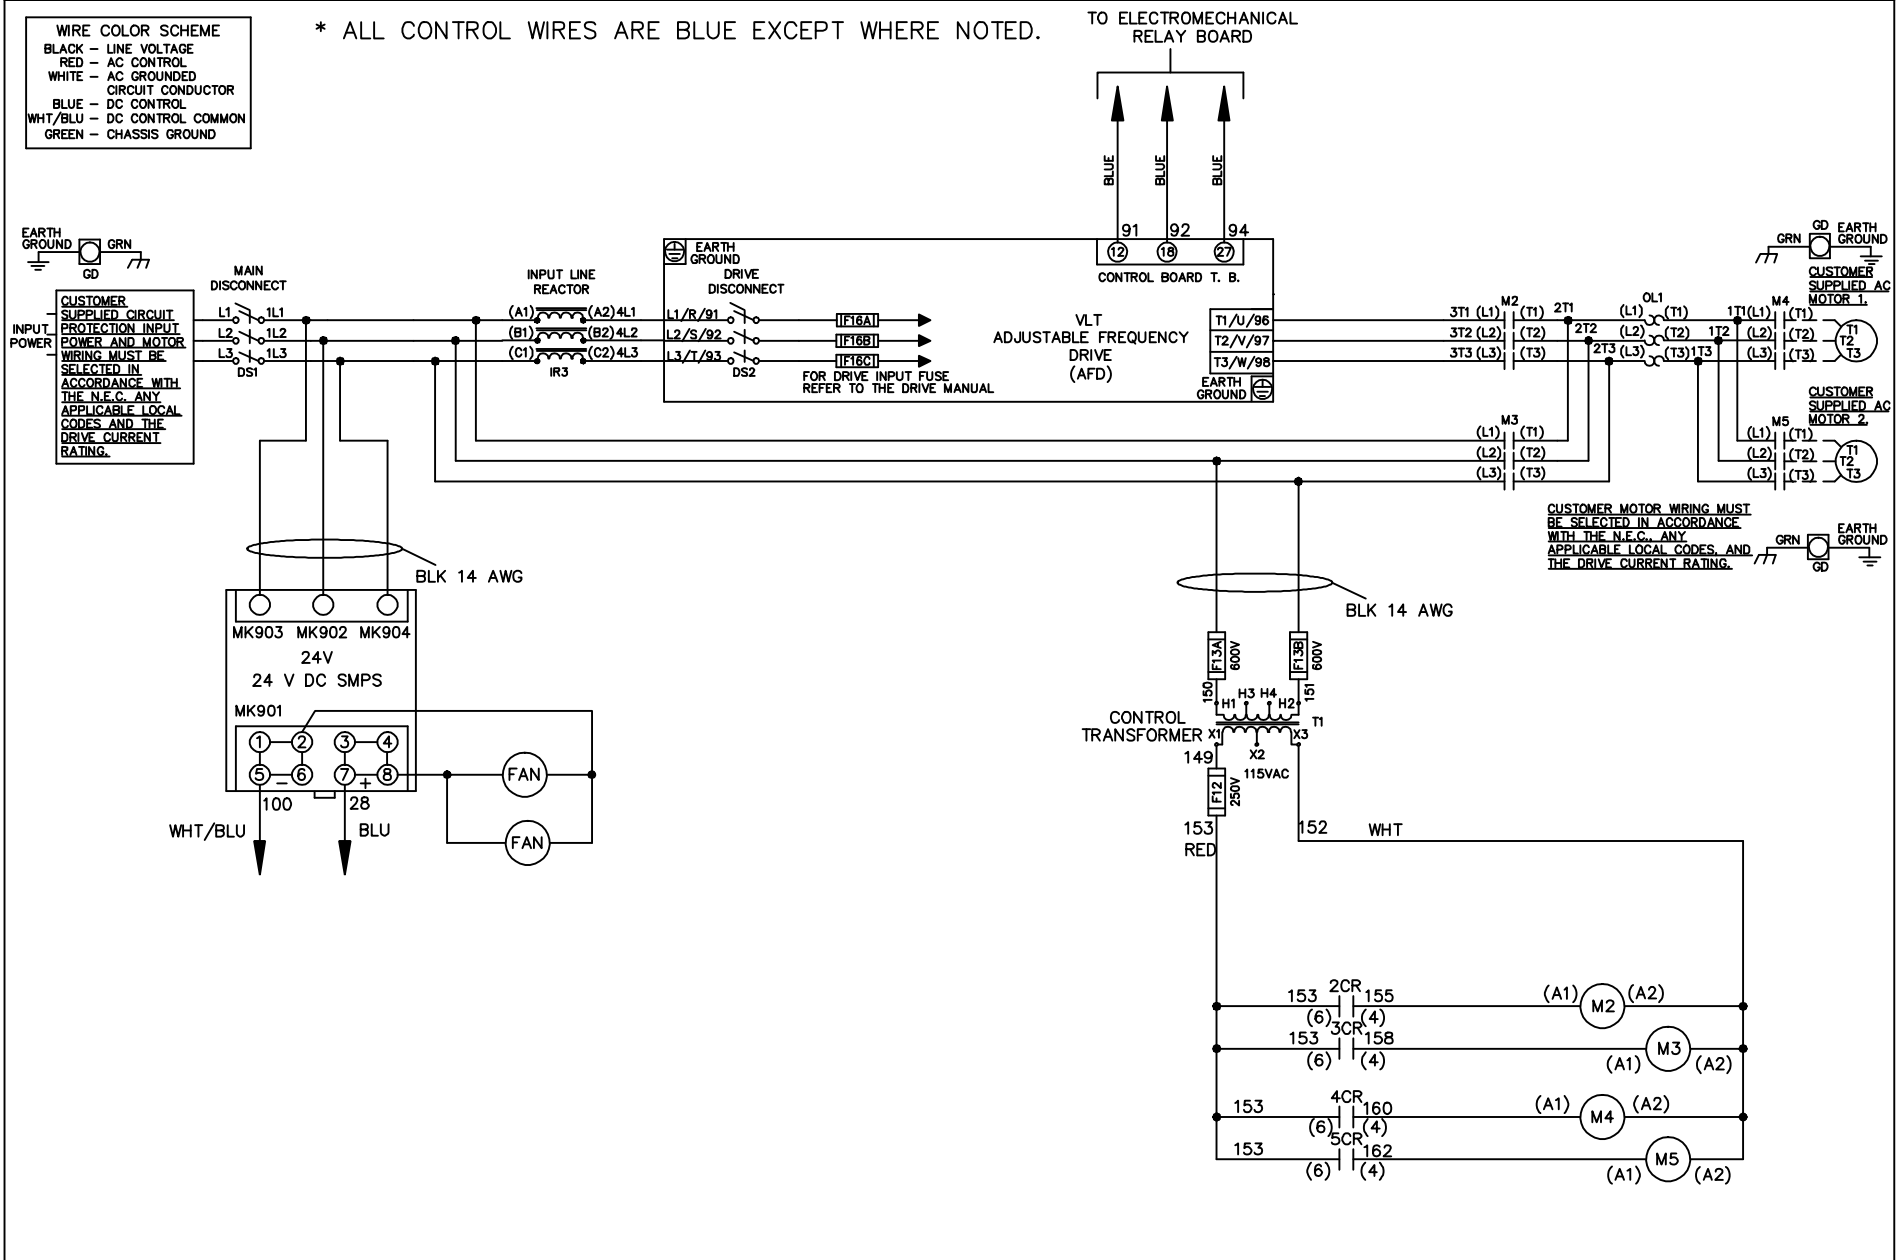 WIRE COLOR SCHEME
BLACK – LINE VOLTAGE
RED – AC CONTROL
WHITE – AC GROUNDED
CIRCUIT CONDUCTOR
BLUE – DC CONTROL
WHT/BLU – DC CONTROL COMMON
GREEN – CHASSIS GROUND
* ALL CONTROL WIRES ARE BLUE EXCEPT WHERE NOTED.
TO ELECTROMECHANICAL
RELAY BOARD
BLUE
BLUE
BLUE
91 92 94
12 18 27
CONTROL BOARD T. B.
EARTH
GROUND
GRN
GD
INPUT
POWER
CUSTOMER
SUPPLIED CIRCUIT
PROTECTION INPUT
POWER AND MOTOR
WIRING MUST BE
SELECTED IN
ACCORDANCE WITH
THE N.E.C. ANY
APPLICABLE LOCAL
CODES AND THE
DRIVE CURRENT
RATING.
MAIN
DISCONNECT
L1 1L1
L2 1L2
L3 1L3
DS1
INPUT LINE
REACTOR
(A1) (A2) 4L1
(B1) (B2) 4L2
(C1) (C2) 4L3
IR3
EARTH
GROUND
DRIVE
DISCONNECT
L1/R/91
L2/S/92
L3/T/93
DS2
F16A
F16B
F16C
FOR DRIVE INPUT FUSE
REFER TO THE DRIVE MANUAL
VLT
ADJUSTABLE FREQUENCY
DRIVE
(AFD)
T1/U/96
T2/V/97
T3/W/98
EARTH
GROUND
M2
3T1 (L1) (T1) 2T1
3T2 (L2) (T2) 2T2
3T3 (L3) (T3) 2T3
OL1
(L1) (T1) 1T1
(L2) (T2) 1T2
(L3) (T3) 1T3
M4
(L1) (T1)
(L2) (T2)
(L3) (T3)
T1
T2
T3
GD
GRN
EARTH
GROUND
CUSTOMER
SUPPLIED AC
MOTOR 1.
M3
(L1) (T1)
(L2) (T2)
(L3) (T3)
CUSTOMER
SUPPLIED AC
MOTOR 2.
M5
(L1) (T1)
(L2) (T2)
(L3) (T3)
T1
T2
T3
CUSTOMER MOTOR WIRING MUST
BE SELECTED IN ACCORDANCE
WITH THE N.E.C., ANY
APPLICABLE LOCAL CODES, AND
THE DRIVE CURRENT RATING.
GRN
EARTH
GROUND
GD
BLK 14 AWG
MK903 MK902 MK904
24V
24 V DC SMPS
MK901
1 2 3 4
5 – 6 7 + 8
100 28
WHT/BLU BLU
FAN
FAN
BLK 14 AWG
F13A
600V
F13B
600V
150
151
H1 H3 H4 H2
T1
CONTROL
TRANSFORMER
X1 X2 X3
149
115VAC
F12
250V
153
RED
152 WHT
2CR
153 155 (A1) M2 (A2)
(6) (4)
3CR
153 158 M3
(6) (4) (A1) (A2)
4CR
153 160 (A1) M4 (A2)
(6) (4)
5CR
153 162 M5
(6) (4) (A1) (A2)